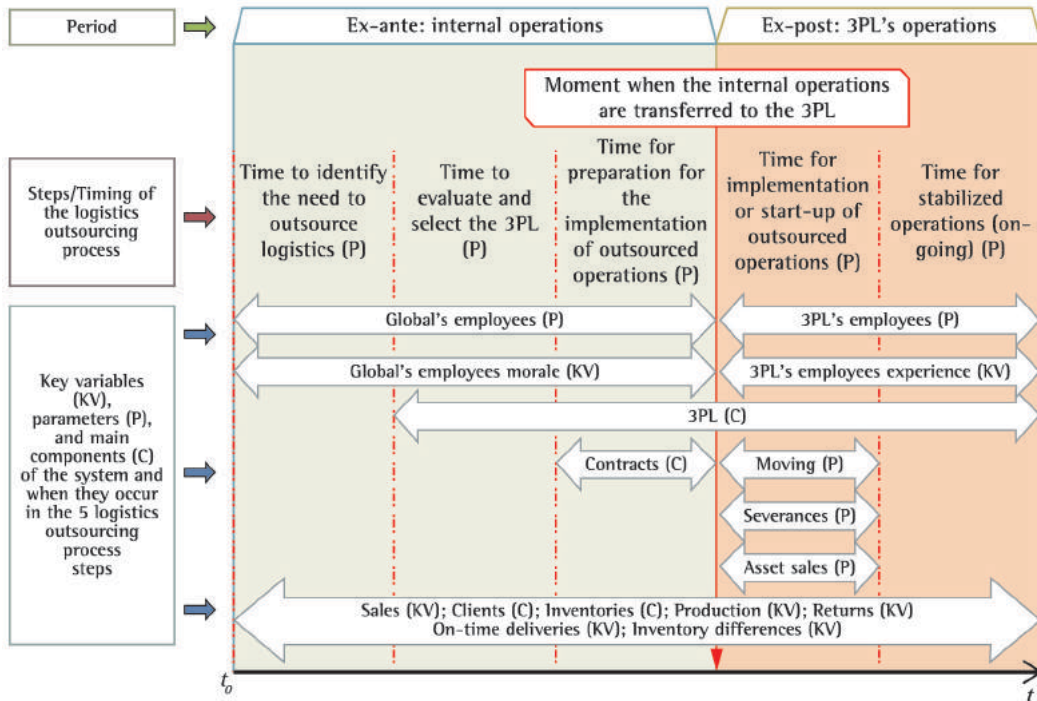 Period
Ex-ante: internal operations
Ex-post: 3PL's operations
Moment when the internal operations
are transferred to the 3PL
Steps/Timing of
the logistics
outsourcing
process
Time to identify
the need to
outsource
logistics (P)
Time to
evaluate and
select the 3PL (P)
Time for
preparation for
the
implementation
of outsourced
operations (P)
Time for
implementation
or start-up of
outsourced
operations (P)
Time for
stabilized
operations (on-
going) (P)
Key variables
(KV),
parameters (P),
and main
components (C)
of the system and
when they occur
in the 5 logistics
outsourcing
process
steps
Global's employees (P)
3PL's employees (P)
Global's employees morale (KV)
3PL's employees experience (KV)
3PL (C)
Contracts (C)
Moving (P)
Severances (P)
Asset sales (P)
Sales (KV); Clients (C); Inventories (C); Production (KV); Returns (KV)
On-time deliveries (KV); Inventory differences (KV)
t0
t